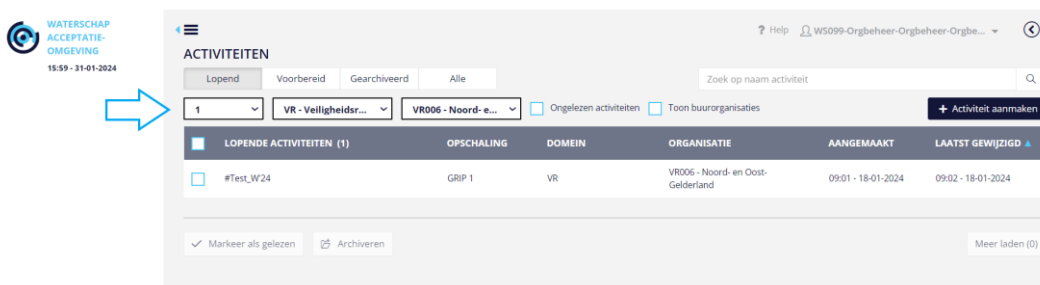 WATERSCHAP
ACCEPTATIE-
OMGEVING
15:59 - 31-01-2024
? Help WS099-Orgbeheer-Orgbeheer-Orgbe...
ACTIVITEITEN
Lopend Voorbereid Gearchiveerd Alle Zoek op naam activiteit
1 VR - Veiligheidsr... VR006 - Noord- e... Ongelezen activiteiten Toon buurorganisaties + Activiteit aanmaken
LOPENDE ACTIVITEITEN (1) OPSCHALING DOMEIN ORGANISATIE AANGEMAAKT LAATST GEWIJZIGD
#Test_W'24 GRIP 1 VR VR006 - Noord- en Oost- 09:01 - 18-01-2024 09:02 - 18-01-2024
Gelderland
Markeer als gelezen Archiveren Meer laden (0)